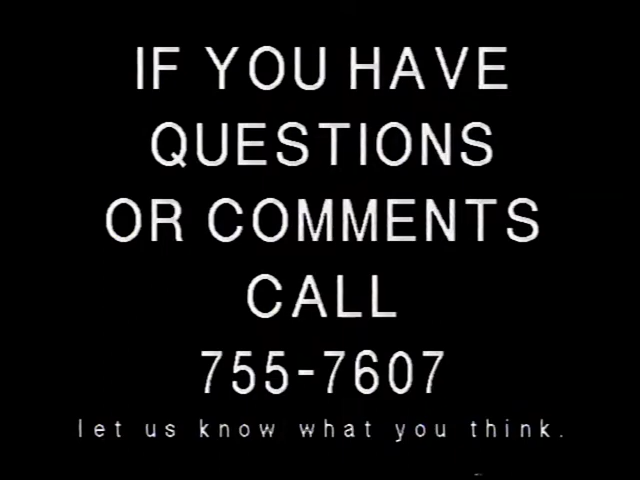 IF YOU HAVE
QUESTIONS
OR COMMENTS
CALL
755-7607
let us know what you think.